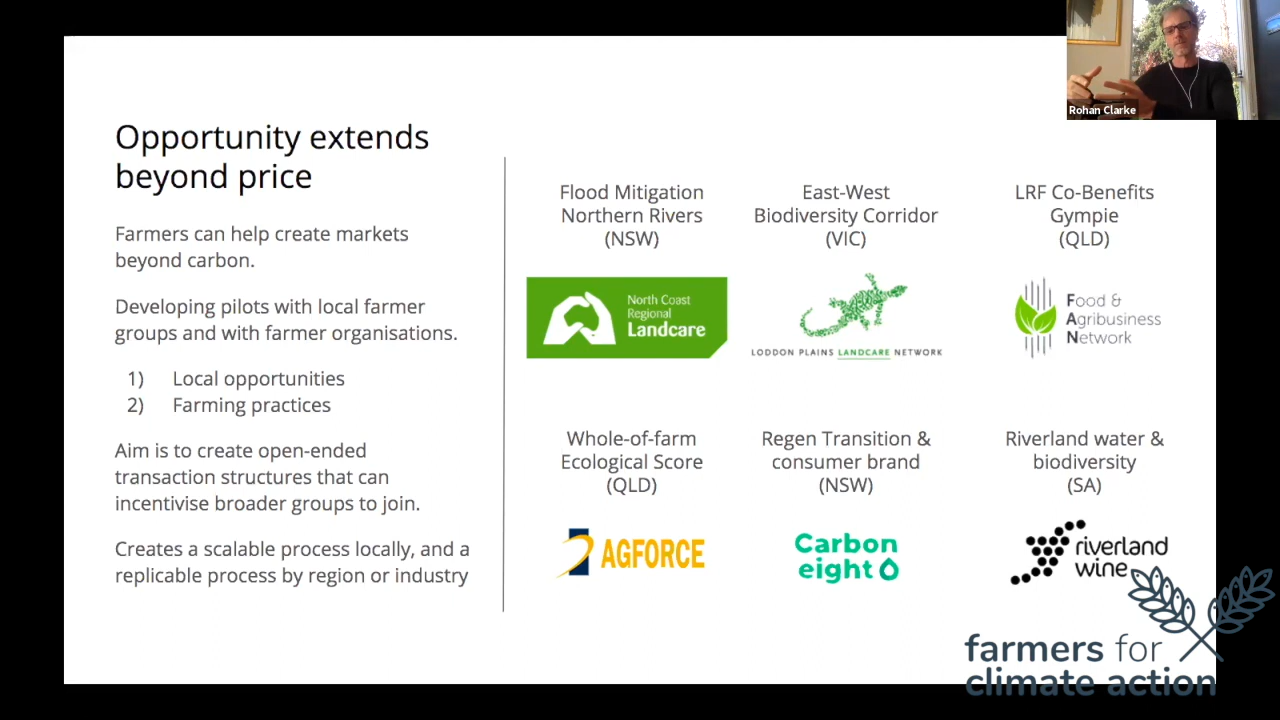 Rohan Clarke
Opportunity extends
beyond price
Farmers can help create markets
beyond carbon.
Developing pilots with local farmer
groups and with farmer organisations.
1) Local opportunities
2) Farming practices
Aim is to create open-ended
transaction structures that can
incentivise broader groups to join.
Creates a scalable process locally, and a
replicable process by region or industry
Flood Mitigation
Northern Rivers
(NSW)
North Coast
Regional
Landcare
East-West
Biodiversity Corridor
(VIC)
LODDON PLAINS LANDCARE NETWORK
LRF Co-Benefits
Gympie
(QLD)
Food &
Agribusiness
Network
Whole-of-farm
Ecological Score
(QLD)
AGFORCE
Regen Transition &
consumer brand
(NSW)
Carbon
eight
Riverland water &
biodiversity
(SA)
riverland
wine
farmers for
climate action